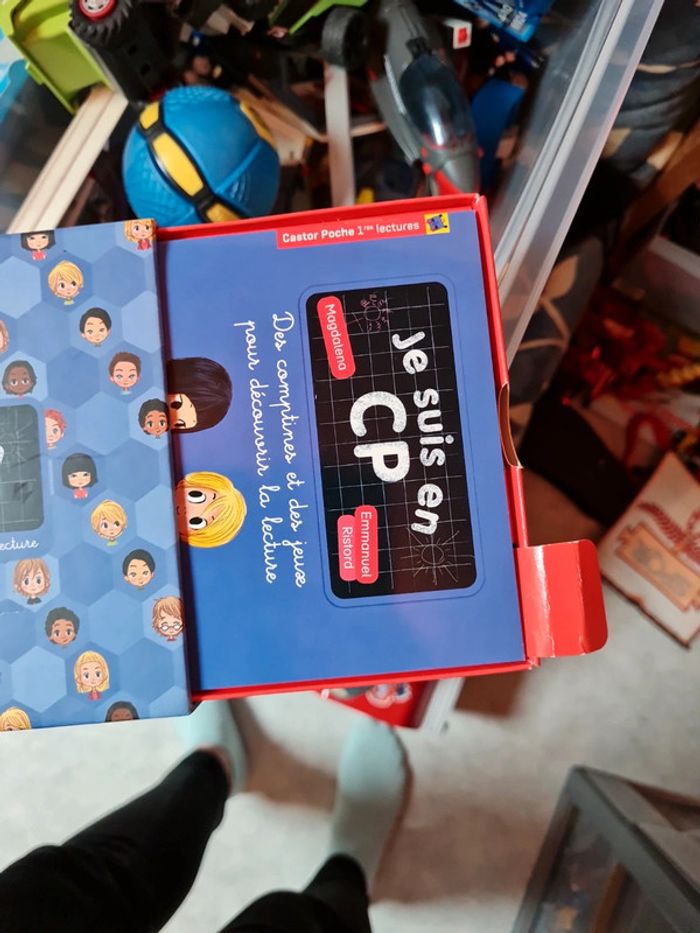 Castor Poche 1res lectures
Magdalena
Je suis en
CP
Emmanuel
Ristord
Des comptines et des jeux
pour découvrir la lecture
ecture